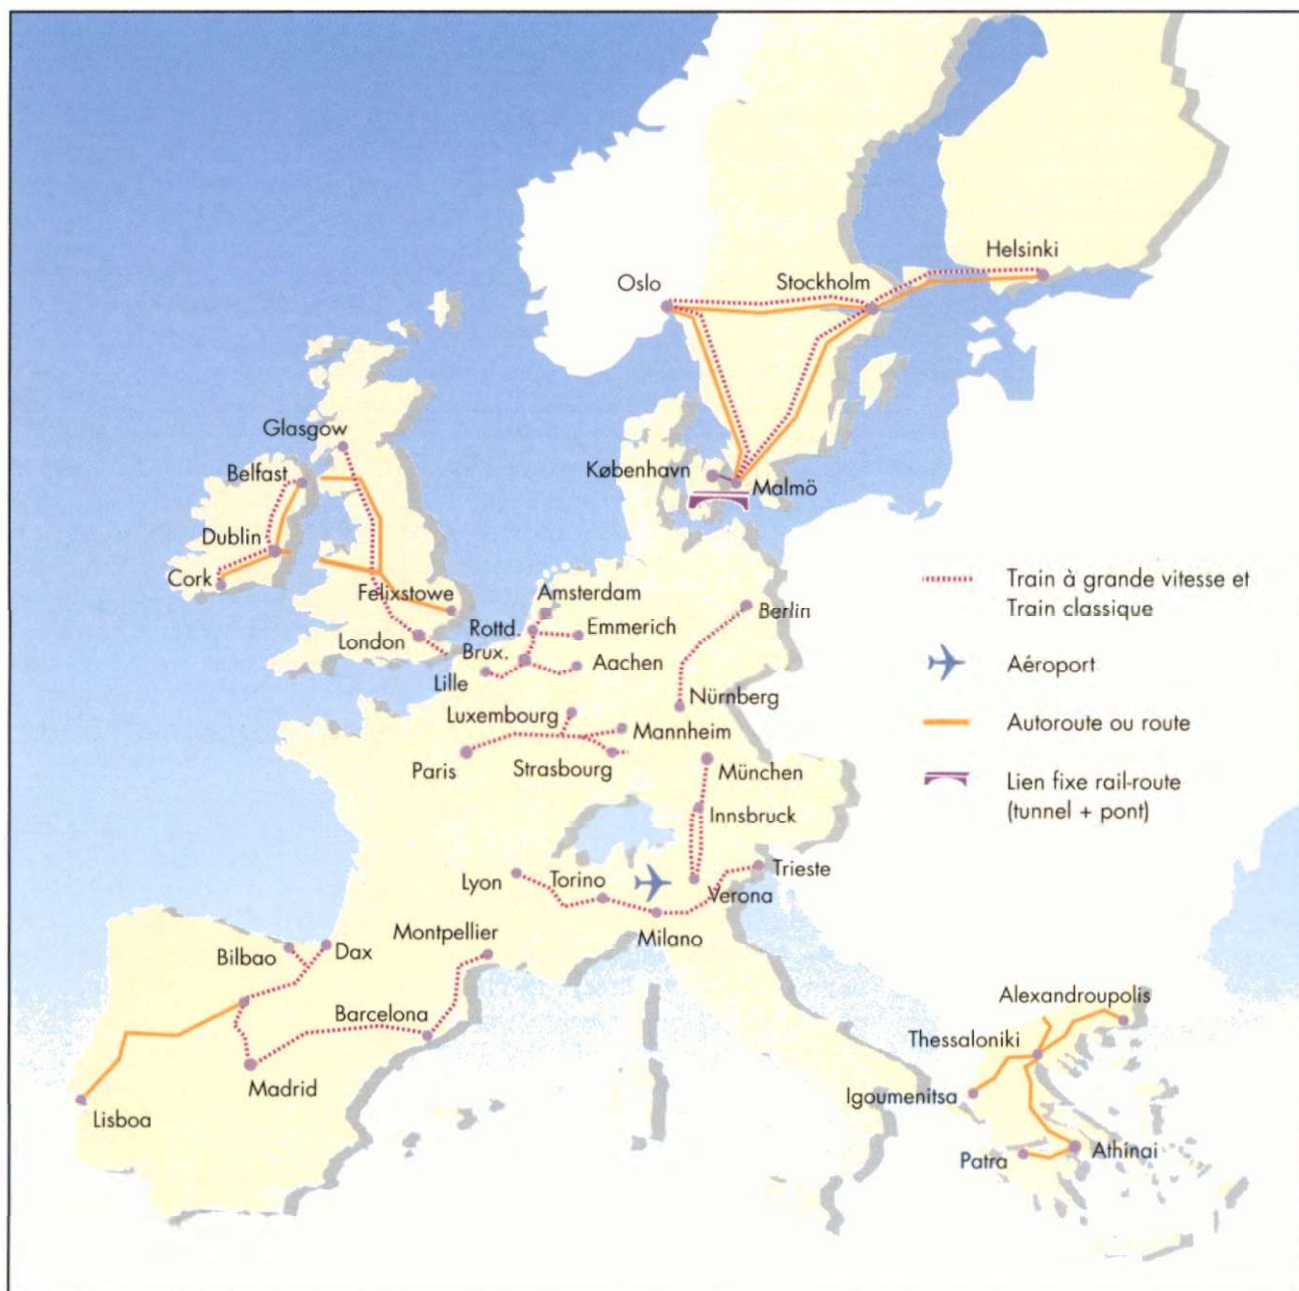 Helsinki
Oslo
Stockholm
Glasgow
Belfast
København
Malmö
Dublin
Cork
Felixstowe
Amsterdam
Berlin
London
Rottd.
Emmerich
Brux.
Aachen
Lille
Nürnberg
Luxembourg
Mannheim
Paris
Strasbourg
München
Innsbruck
Lyon
Torino
Trieste
Verona
Milano
Montpellier
Bilbao
Dax
Barcelona
Madrid
Lisboa
Alexandroupolis
Thessaloniki
Igoumenitsa
Patra
Athínai
Train à grande vitesse et
Train classique
Aéroport
Autoroute ou route
Lien fixe rail-route
(tunnel + pont)